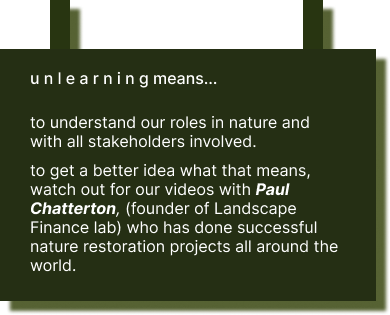 u n l e a r n i n g means...
to understand our roles in nature and
with all stakeholders involved.
to get a better idea what that means,
watch out for our videos with Paul
Chatterton, (founder of Landscape
Finance lab) who has done successful
nature restoration projects all around the
world.